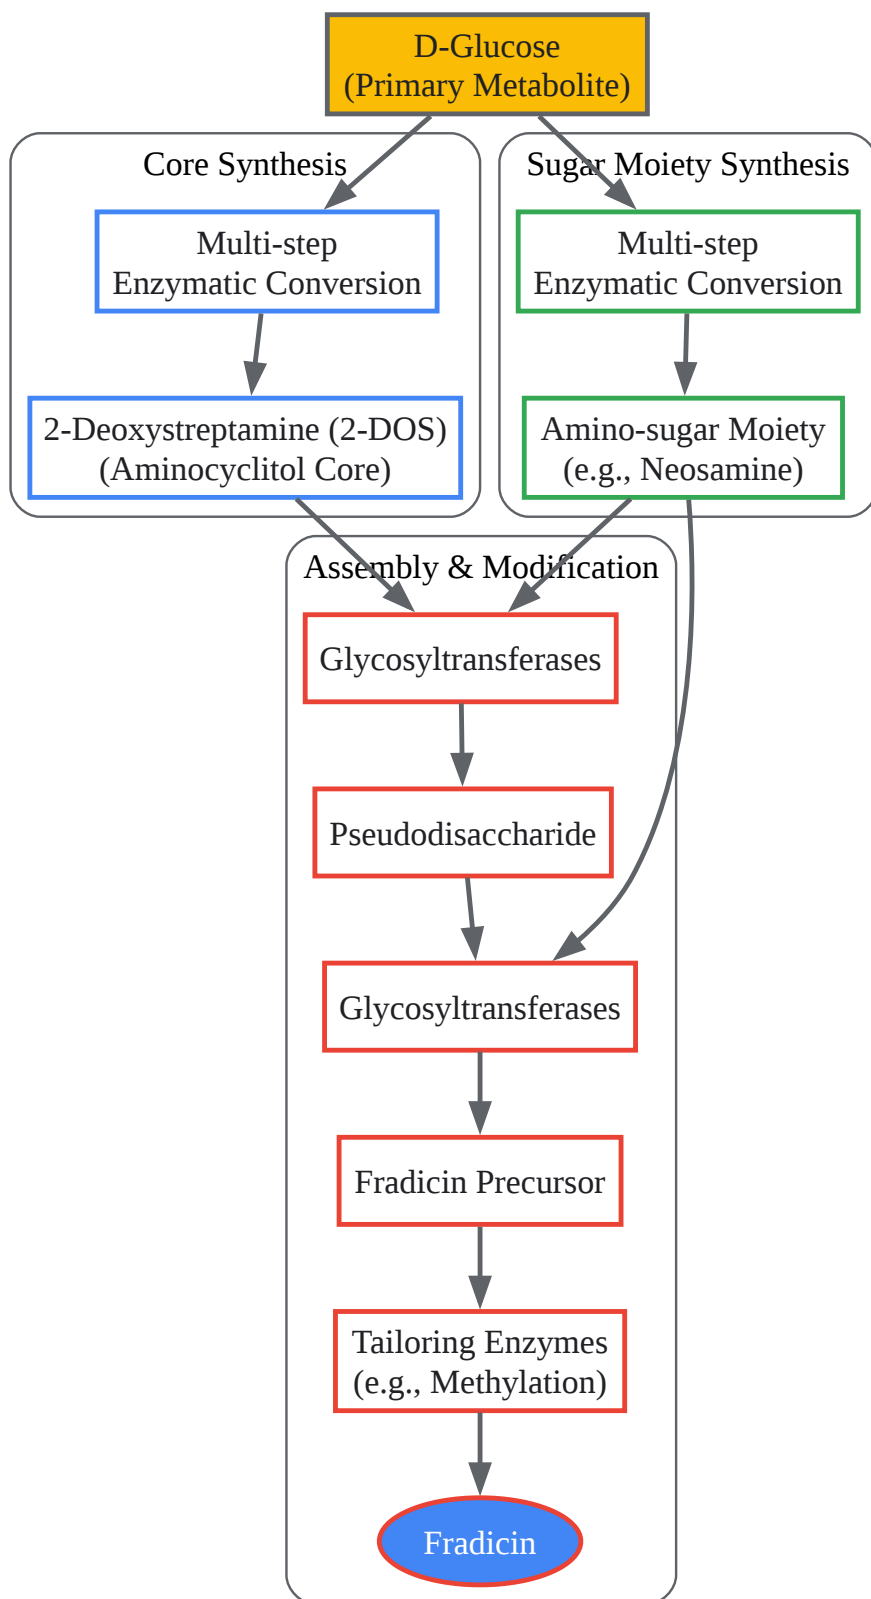 D-Glucose
(Primary Metabolite)
Core Synthesis
Sugar Moiety Synthesis
Multi-step
Enzymatic Conversion
Multi-step
Enzymatic Conversion
2-Deoxystreptamine (2-DOS)
(Aminocyclitol Core)
Amino-sugar Moiety
(e.g., Neosamine)
Assembly & Modification
Glycosyltransferases
Pseudodisaccharide
Glycosyltransferases
Fradicin Precursor
Tailoring Enzymes
(e.g., Methylation)
Fradicin